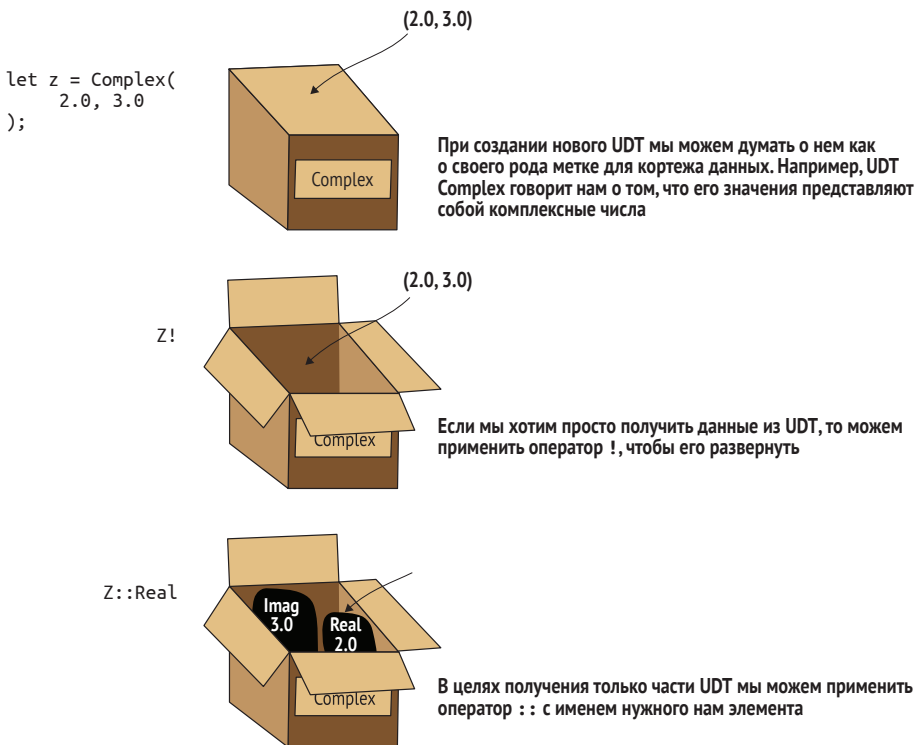 (2.0, 3.0)
let z = Complex(
2.0, 3.0
);
Complex
При создании нового UDT мы можем думать о нем как
о своего рода метке для кортежа данных. Например, UDT
Complex говорит нам о том, что его значения представляют
собой комплексные числа
(2.0, 3.0)
Z!
Complex
Если мы хотим просто получить данные из UDT, то можем
применить оператор !, чтобы его развернуть
Z::Real
Imag
3.0
Real
2.0
Complex
В целях получения только части UDT мы можем применить
оператор :: с именем нужного нам элемента